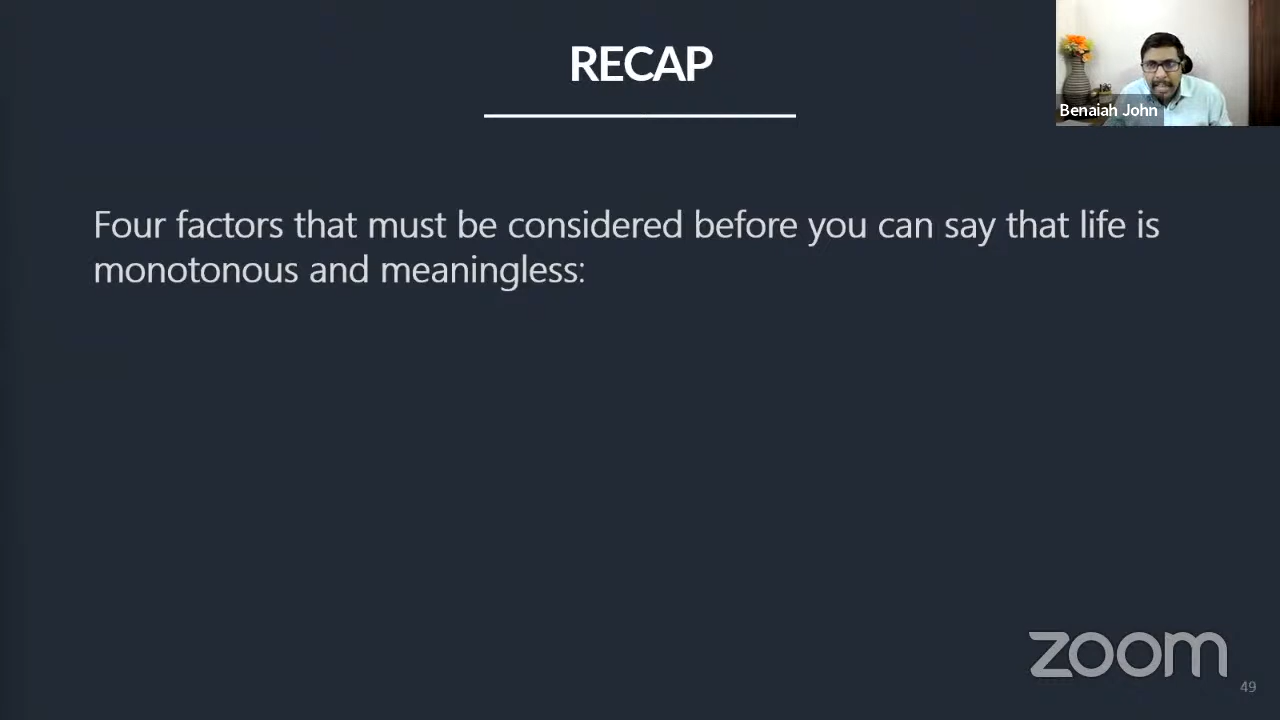 RECAP
Benaiah John
Four factors that must be considered before you can say that life is
monotonous and meaningless:
zoom
49